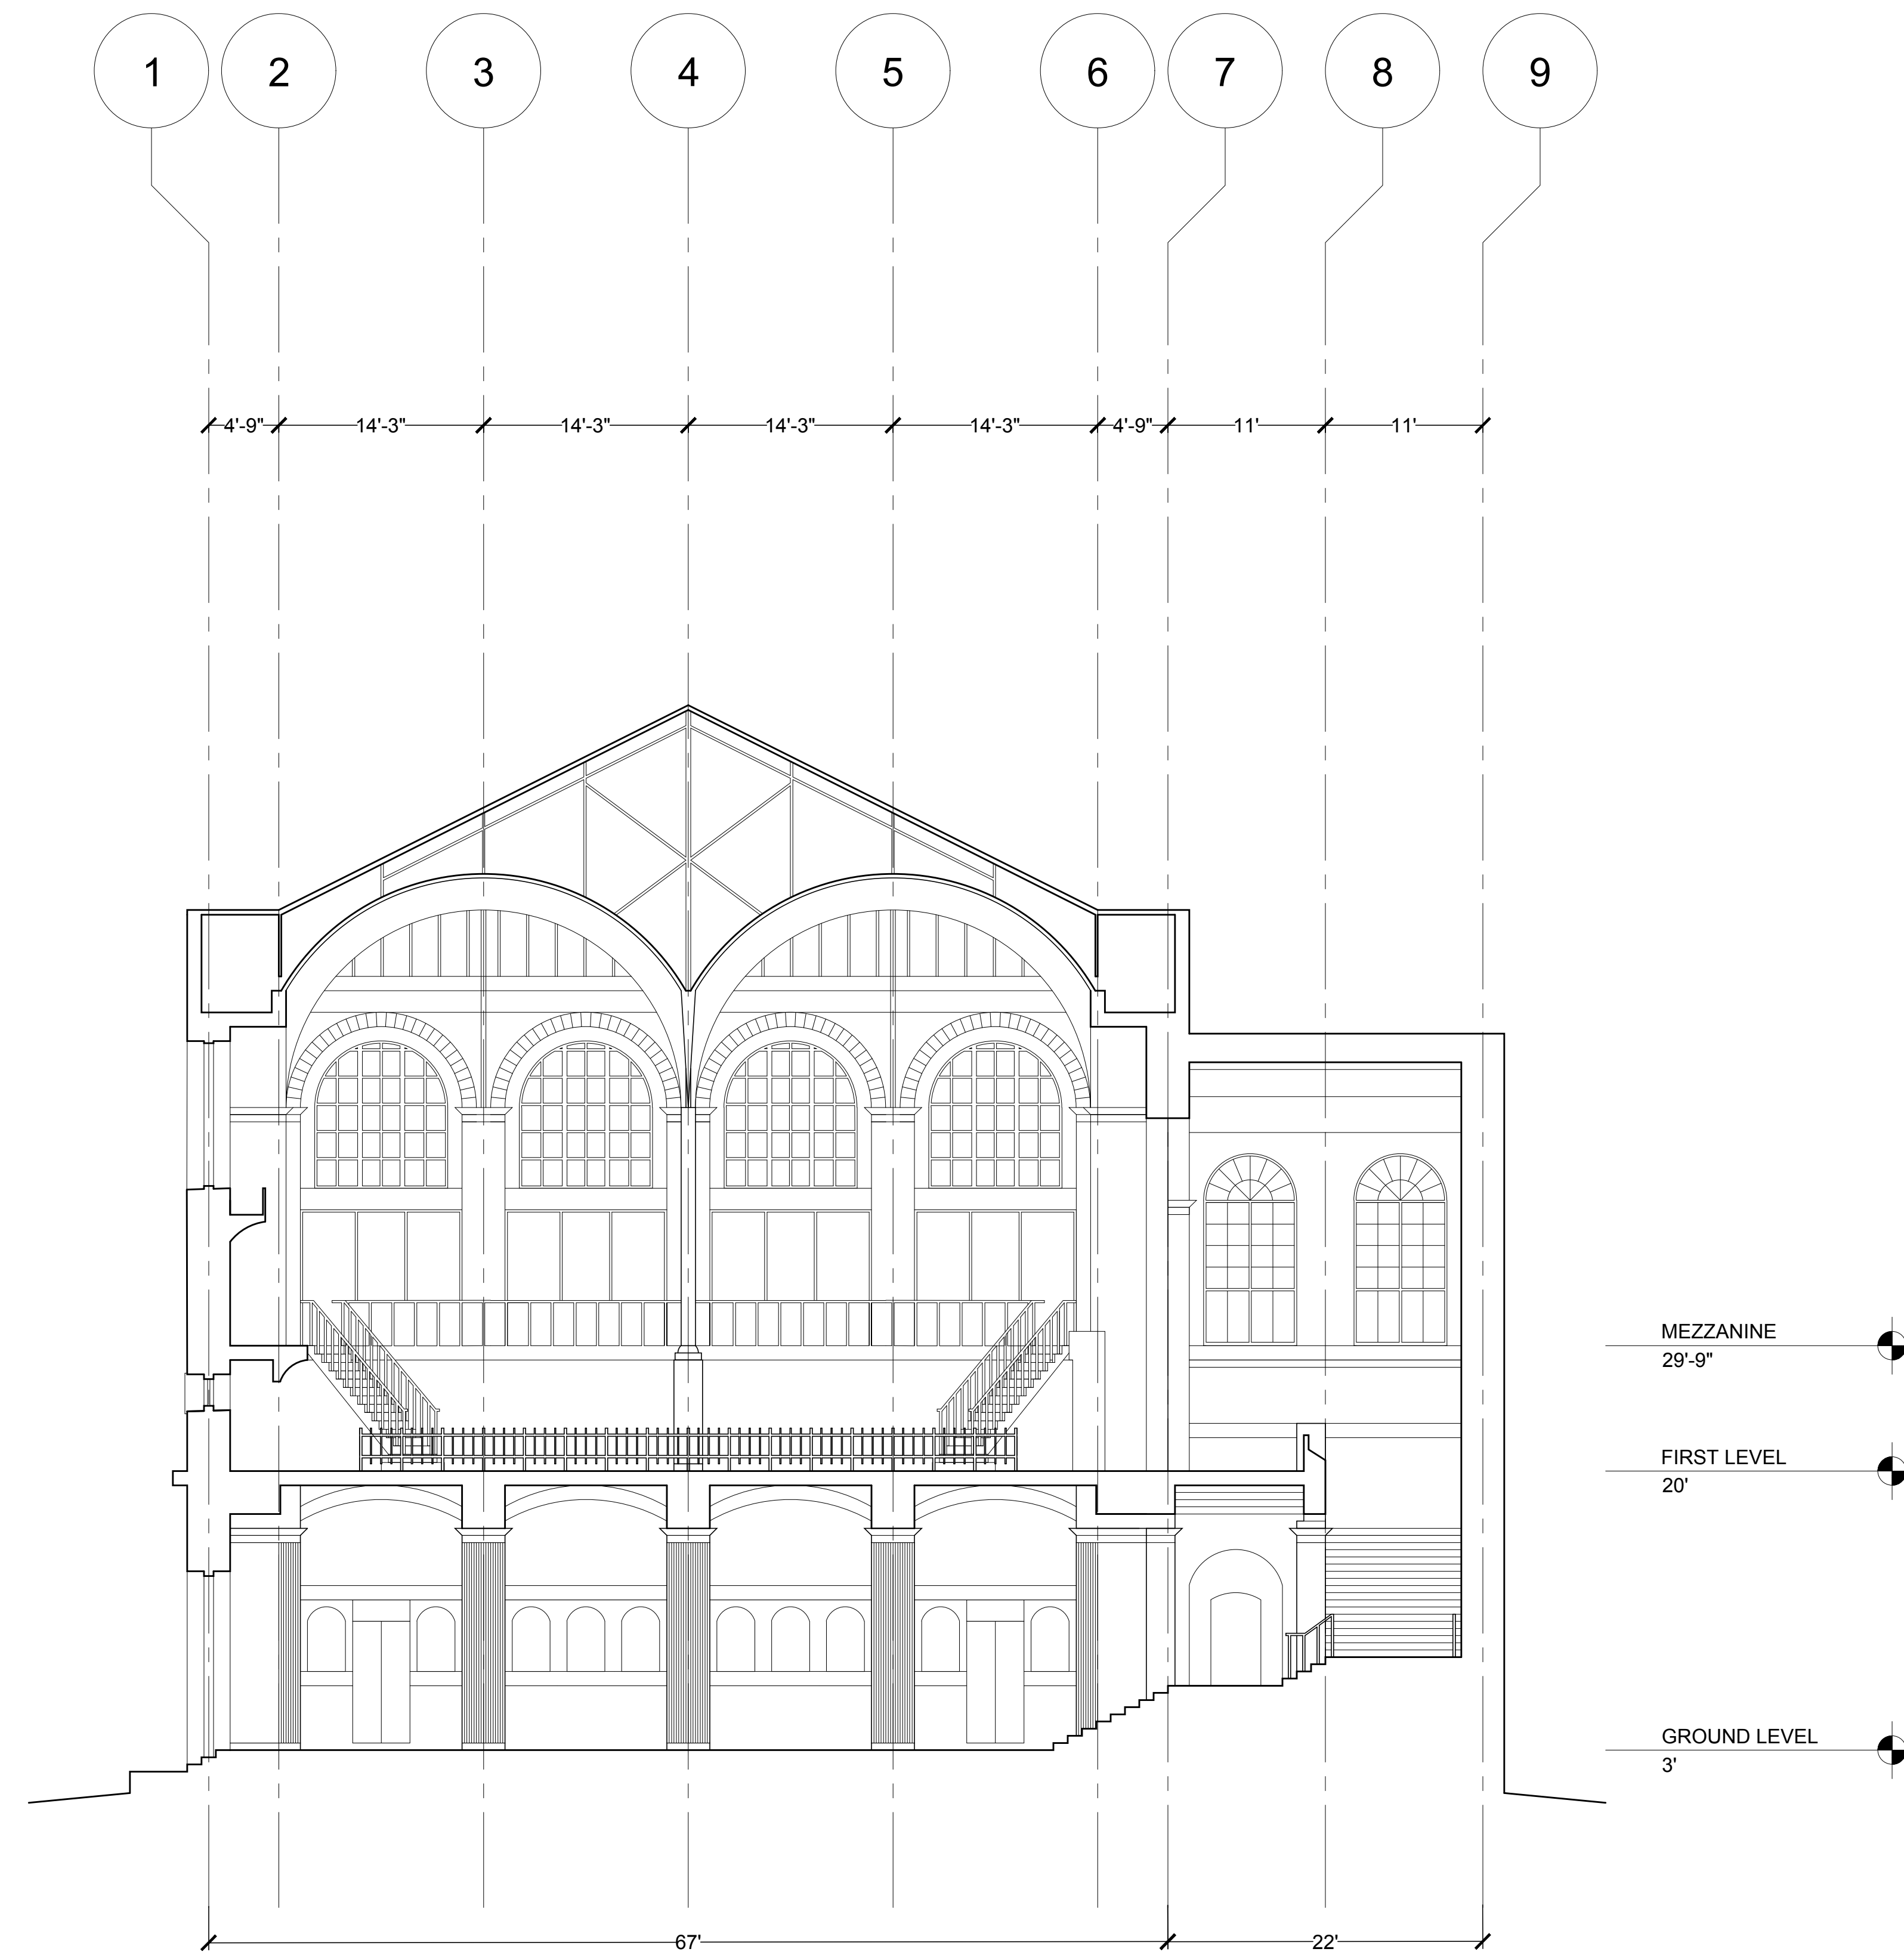 1 2 3 4 5 6 7 8 9
4'-9" 14'-3" 14'-3" 14'-3" 14'-3" 4'-9" 11' 11'
MEZZANINE
29'-9"
FIRST LEVEL
20'
GROUND LEVEL
3'
67' 22'